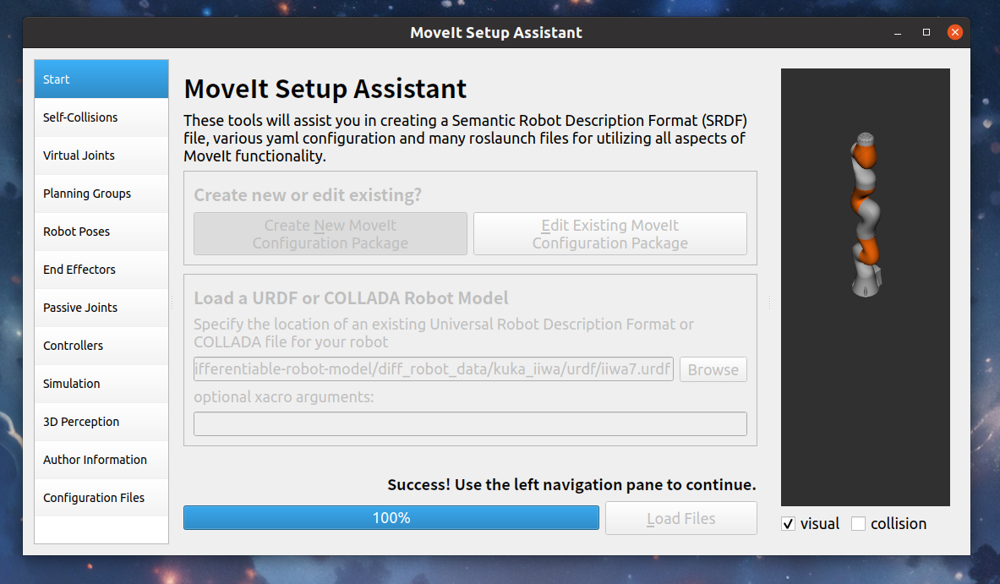 MoveIt Setup Assistant
Start
Self-Collisions
Virtual Joints
Planning Groups
Robot Poses
End Effectors
Passive Joints
Controllers
Simulation
3D Perception
Author Information
Configuration Files
MoveIt Setup Assistant
These tools will assist you in creating a Semantic Robot Description Format (SRDF)
file, various yaml configuration and many roslaunch files for utilizing all aspects of
MoveIt functionality.
Create new or edit existing?
Create New MoveIt
Configuration Package
Edit Existing MoveIt
Configuration Package
Load a URDF or COLLADA Robot Model
Specify the location of an existing Universal Robot Description Format or
COLLADA file for your robot
ifferentiable-robot-model/diff_robot_data/kuka_iiwa/urdf/iiwa7.urdf
Browse
optional xacro arguments:
Success! Use the left navigation pane to continue.
100%
Load Files
visual
collision